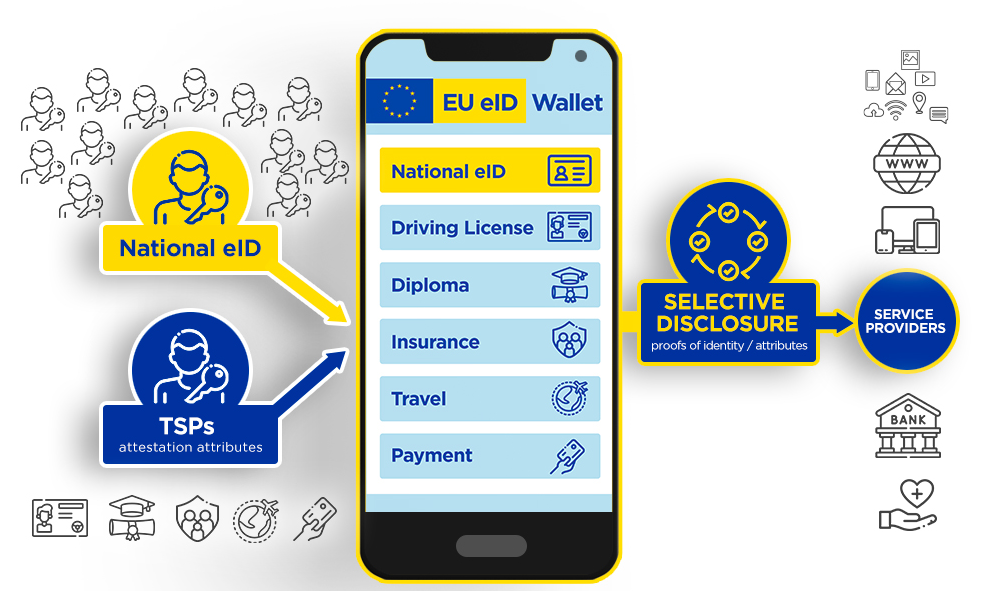 EU eID Wallet
National eID
Driving License
Diploma
Insurance
Travel
Payment
National eID
TSPs
attestation attributes
SELECTIVE
DISCLOSURE
proofs of identity / attributes
WWW
SERVICE
PROVIDERS
BANK